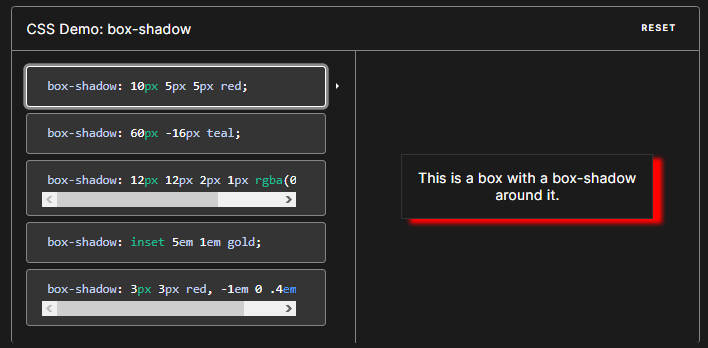 CSS Demo: box-shadow
RESET
box-shadow: 10px 5px 5px red;
box-shadow: 60px -16px teal;
box-shadow: 12px 12px 2px 1px rgba(0
box-shadow: inset 5em 1em gold;
box-shadow: 3px 3px red, -1em 0 .4em
This is a box with a box-shadow
around it.